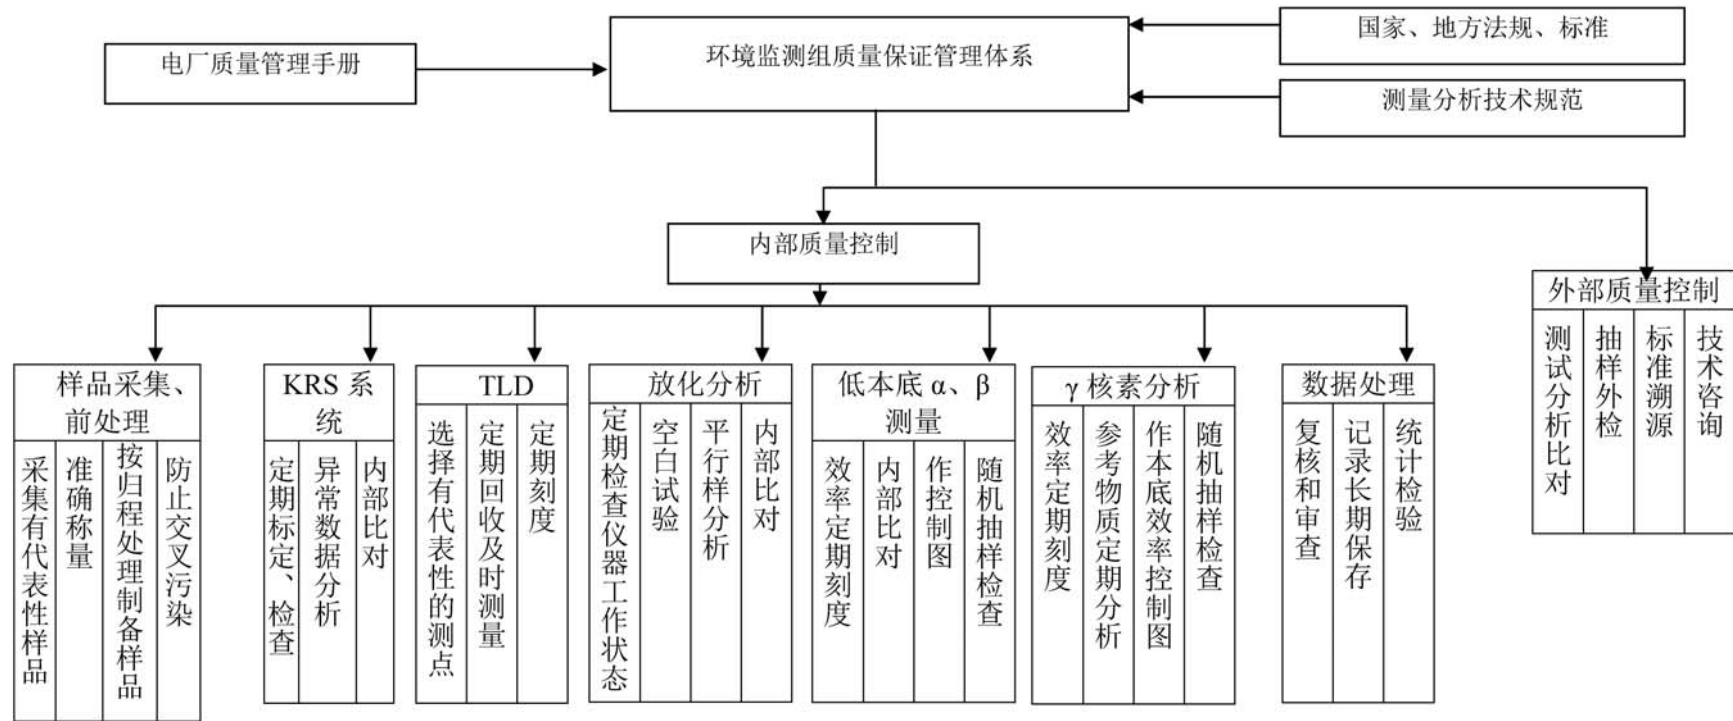 国家、地方法规、标准
电厂质量管理手册
环境监测组质量保证管理体系
测量分析技术规范
内部质量控制
外部质量控制
测试分析比对
抽样外检
标准溯源
技术咨询
样品采集、
前处理
采集有代表性样品
准确称量
按归程处理制备样品
防止交叉污染
KRS 系
统
定期标定、检查
异常数据分析
内部比对
TLD
选择有代表性的测点
定期回收及时测量
定期刻度
放化分析
定期检查仪器工作状态
空白试验
平行样分析
内部比对
低本底 α、β
测量
效率定期刻度
内部比对
作控制图
随机抽样检查
γ 核素分析
效率定期刻度
参考物质定期分析
作本底效率控制图
随机抽样检查
数据处理
复核和审查
记录长期保存
统计检验